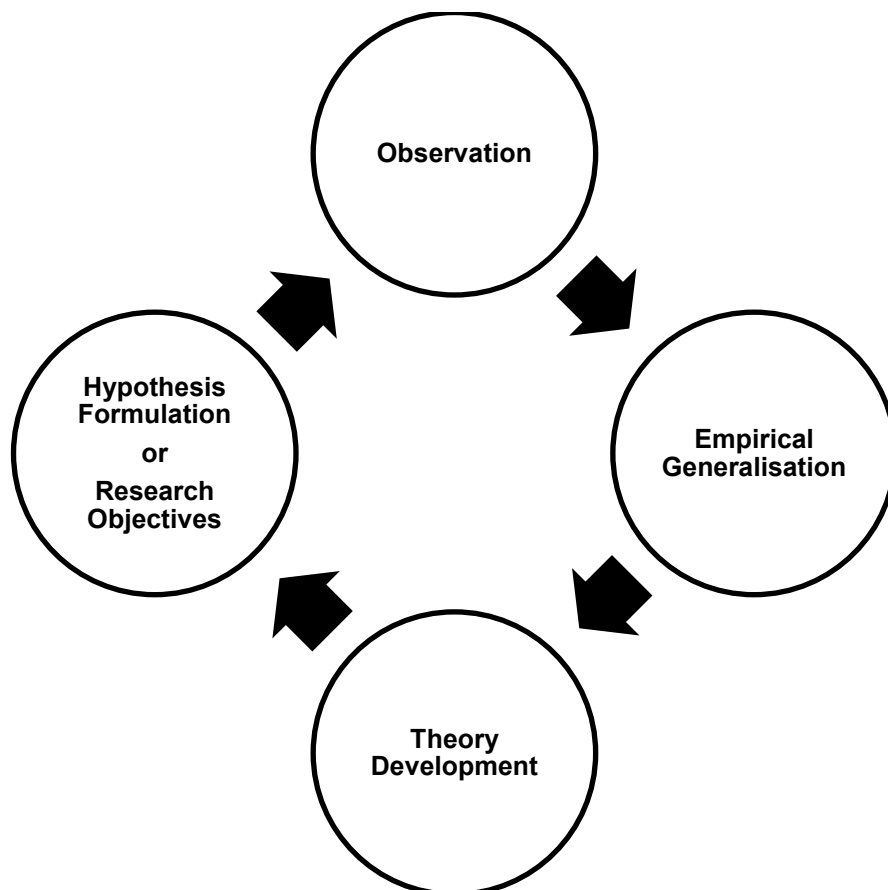 Observation
Hypothesis
Formulation
or
Research
Objectives
Empirical
Generalisation
Theory
Development